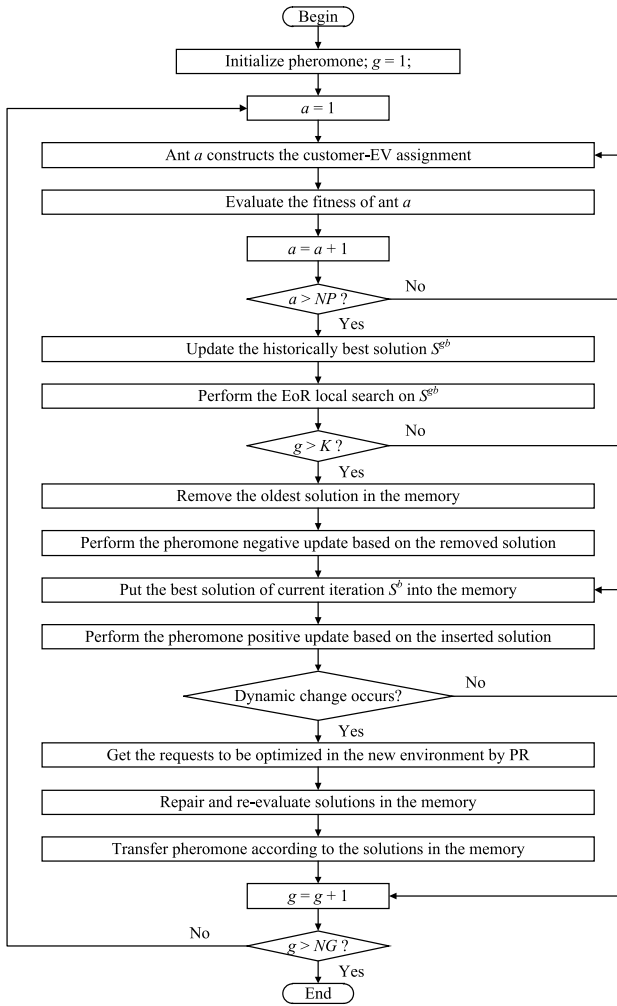 Begin
Initialize pheromone; g = 1;
a = 1
Ant a constructs the customer-EV assignment
Evaluate the fitness of ant a
a = a + 1
a > NP ?
No
Yes
Update the historically best solution S^gb
Perform the EoR local search on S^gb
g > K ?
No
Yes
Remove the oldest solution in the memory
Perform the pheromone negative update based on the removed solution
Put the best solution of current iteration S^b into the memory
Perform the pheromone positive update based on the inserted solution
Dynamic change occurs?
No
Yes
Get the requests to be optimized in the new environment by PR
Repair and re-evaluate solutions in the memory
Transfer pheromone according to the solutions in the memory
g = g + 1
No
g > NG ?
Yes
End